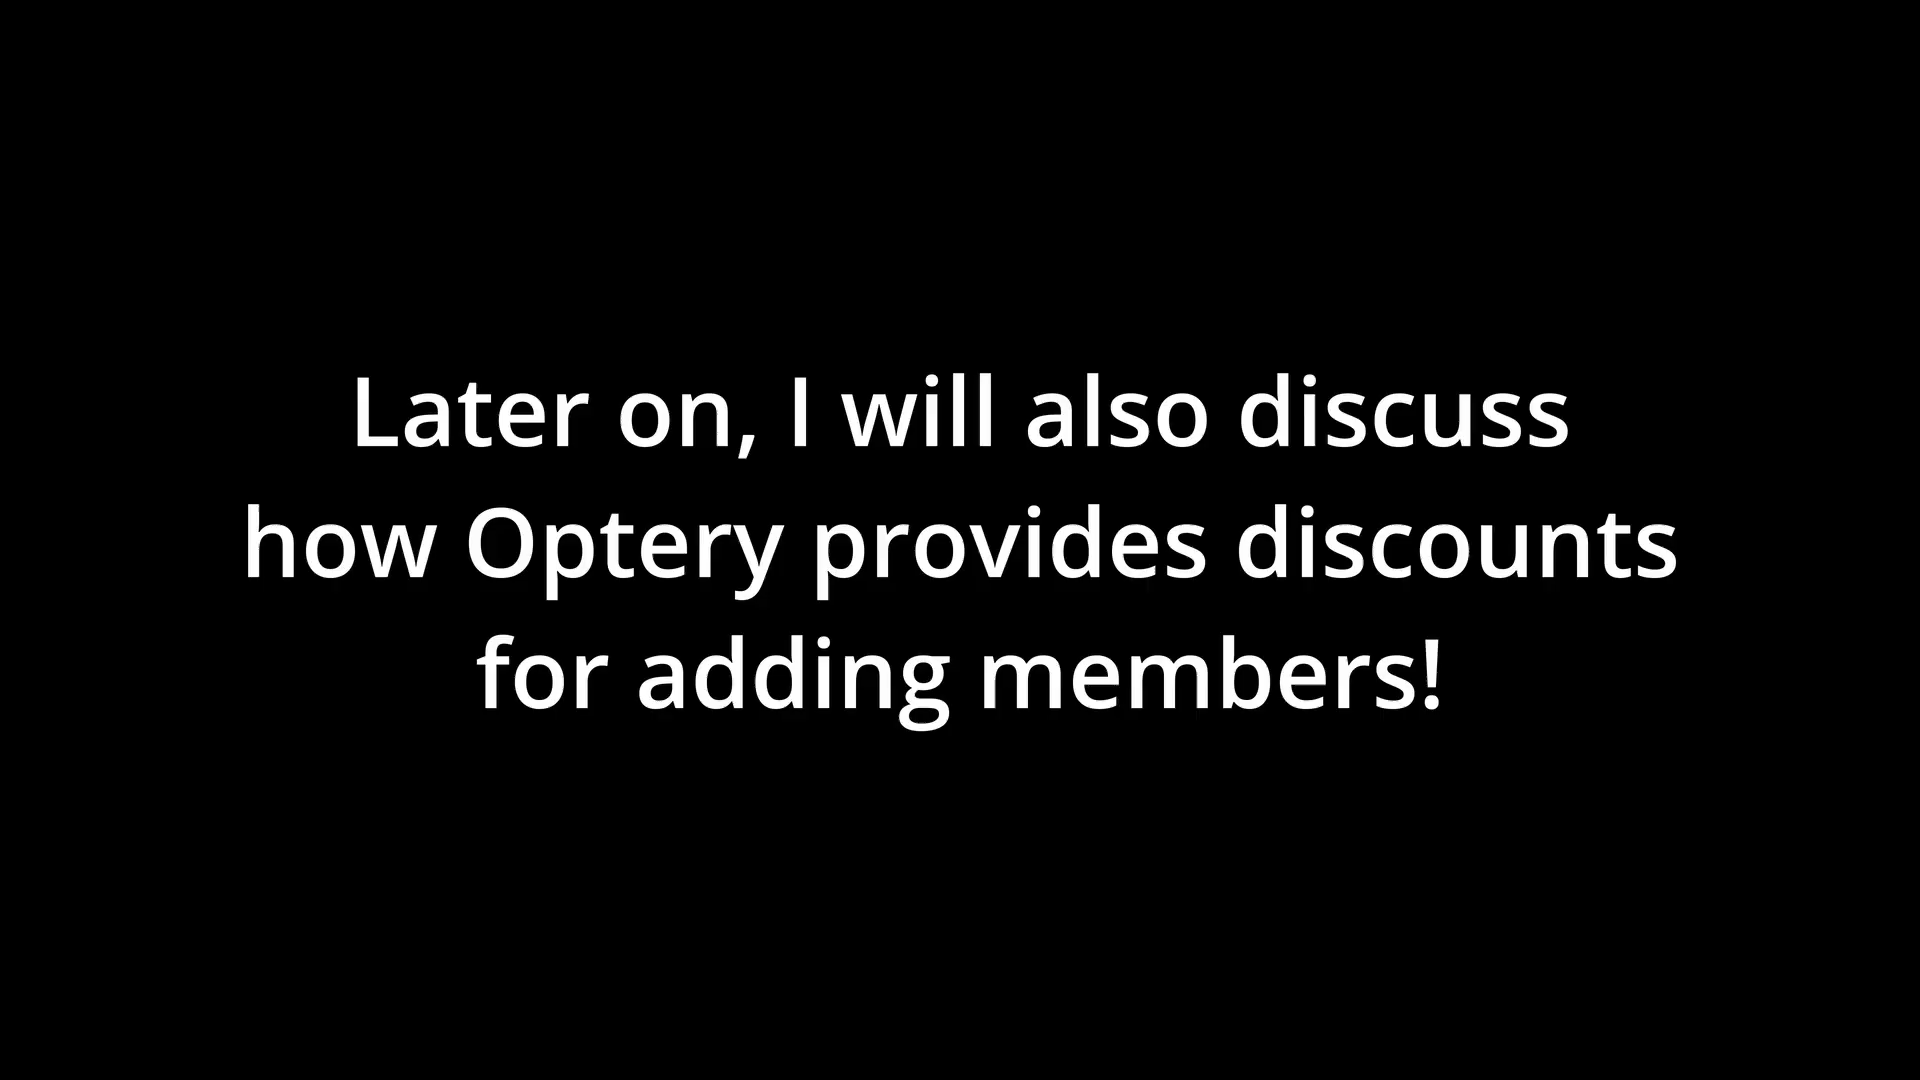 Later on, I will also discuss
how Optery provides discounts
for adding members!